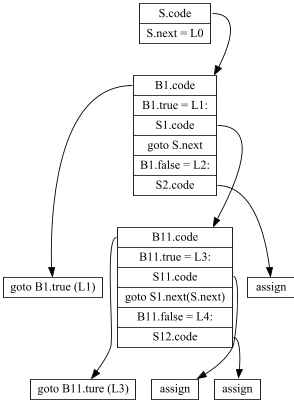 S.code
S.next = L0
B1.code
B1.true = L1:
S1.code
goto S.next
B1.false = L2:
S2.code
B11.code
B11.true = L3:
S11.code
goto S1.next(S.next)
B11.false = L4:
S12.code
goto B1.true (L1)
assign
goto B11.ture (L3)
assign
assign